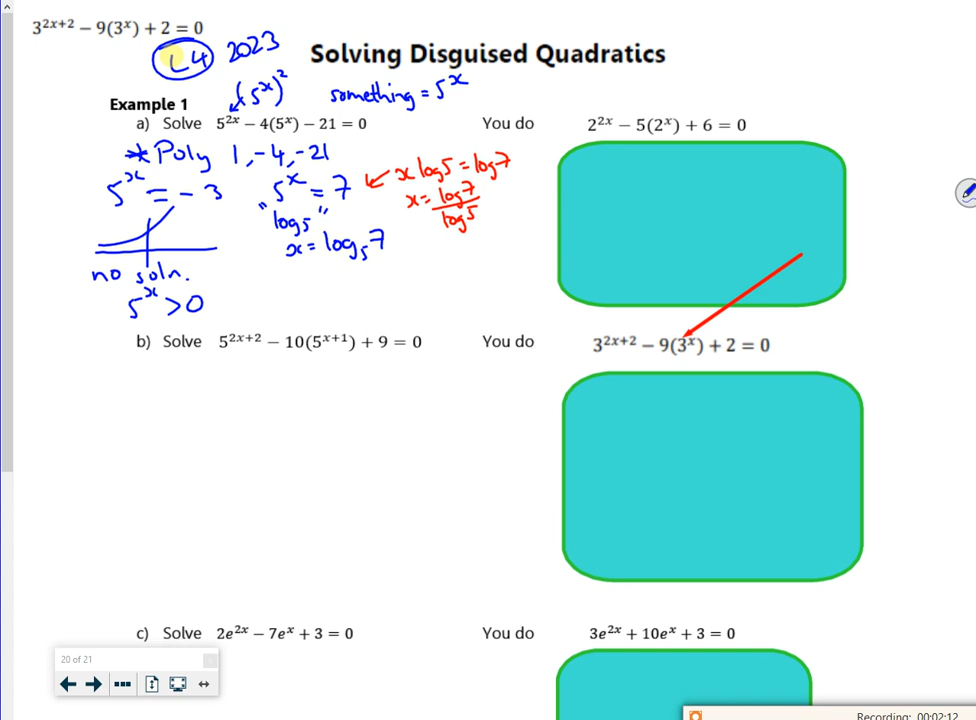 3^{2x+2} − 9(3^x) + 2 = 0
L4 2023
Solving Disguised Quadratics
(5^x)^2 something = 5^x
Example 1
a) Solve 5^{2x} − 4(5^x) − 21 = 0
You do 2^{2x} − 5(2^x) + 6 = 0
* Poly 1, -4, -21
5^x = -3
5^x = 7
x log5 = log7
x = log7/log5
"log5"
x = log_5 7
no soln.
5^x > 0
b) Solve 5^{2x+2} − 10(5^{x+1}) + 9 = 0
You do 3^{2x+2} − 9(3^x) + 2 = 0
c) Solve 2e^{2x} − 7e^x + 3 = 0
You do 3e^{2x} + 10e^x + 3 = 0
20 of 21
Recording: 00:02:12